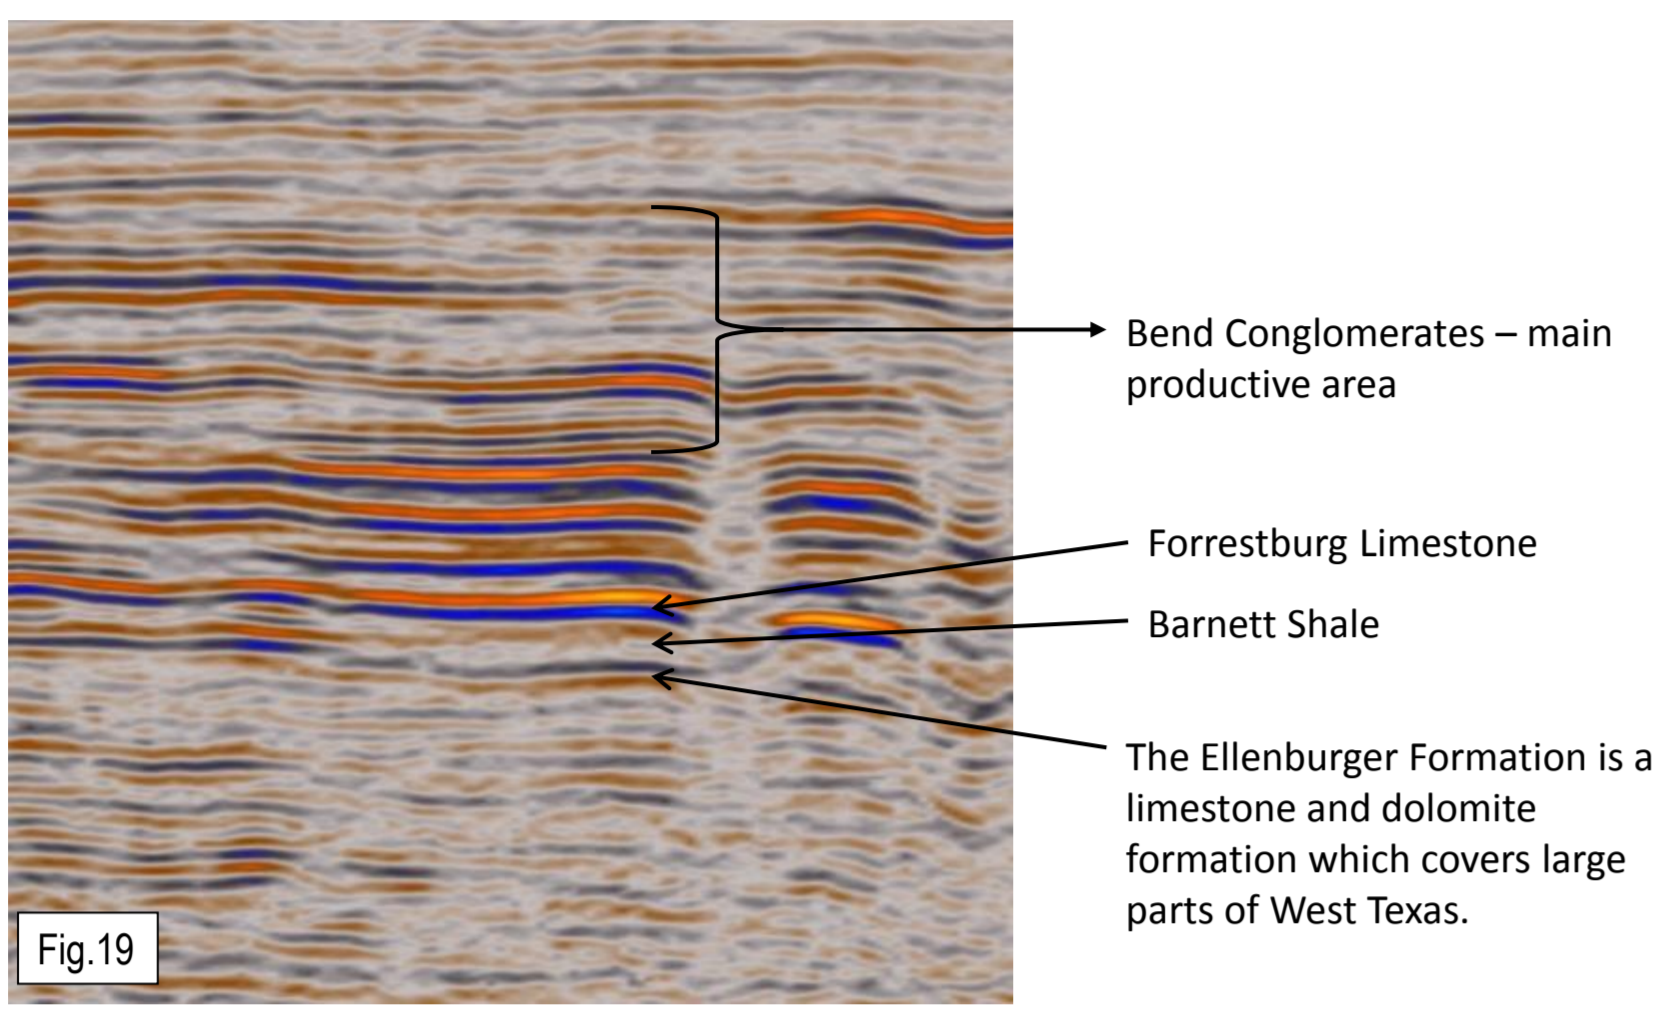 Bend Conglomerates – main
productive area
Forrestburg Limestone
Barnett Shale
The Ellenburger Formation is a
limestone and dolomite
formation which covers large
parts of West Texas.
Fig.19